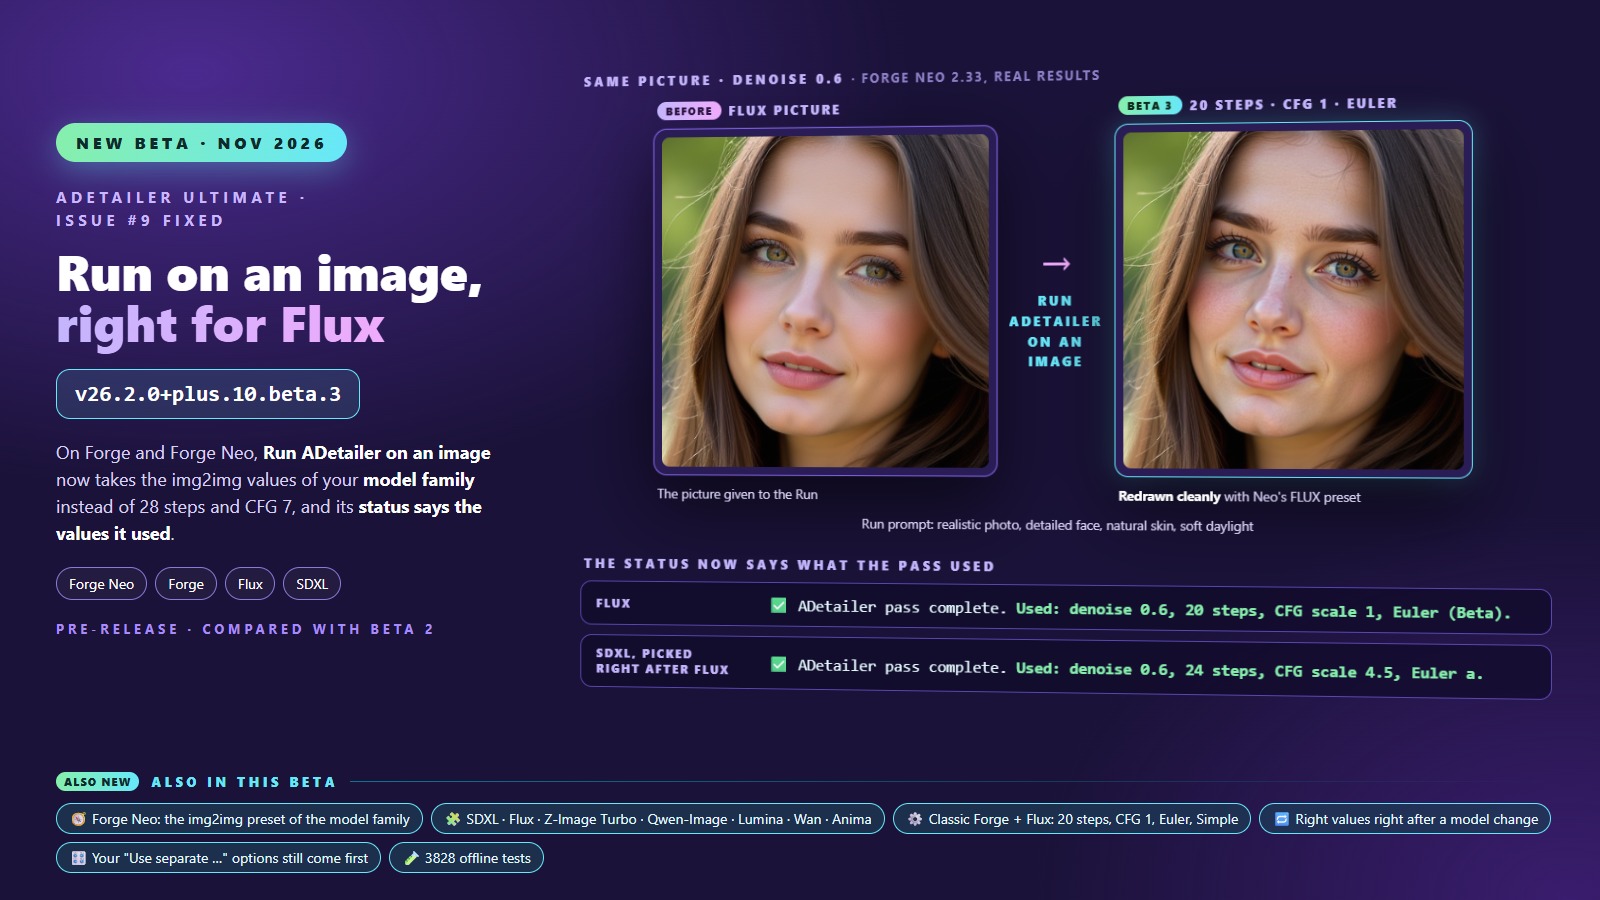 NEW BETA · NOV 2026
ADETAILER ULTIMATE ·
ISSUE #9 FIXED
Run on an image,
right for Flux
v26.2.0+plus.10.beta.3
On Forge and Forge Neo, Run ADetailer on an image
now takes the img2img values of your model family
instead of 28 steps and CFG 7, and its status says the
values it used.
Forge Neo Forge Flux SDXL
PRE-RELEASE · COMPARED WITH BETA 2
SAME PICTURE · DENOISE 0.6 · FORGE NEO 2.33, REAL RESULTS
BEFORE FLUX PICTURE
BETA 3 20 STEPS · CFG 1 · EULER
→
RUN
ADETAILER
ON AN
IMAGE
The picture given to the Run
Redrawn cleanly with Neo's FLUX preset
Run prompt: realistic photo, detailed face, natural skin, soft daylight
THE STATUS NOW SAYS WHAT THE PASS USED
FLUX ✅ ADetailer pass complete. Used: denoise 0.6, 20 steps, CFG scale 1, Euler (Beta).
SDXL, PICKED
RIGHT AFTER FLUX ✅ ADetailer pass complete. Used: denoise 0.6, 24 steps, CFG scale 4.5, Euler a.
ALSO NEW ALSO IN THIS BETA
🧭 Forge Neo: the img2img preset of the model family
🧩 SDXL · Flux · Z-Image Turbo · Qwen-Image · Lumina · Wan · Anima
⚙️ Classic Forge + Flux: 20 steps, CFG 1, Euler, Simple
🔁 Right values right after a model change
🎛️ Your "Use separate ..." options still come first
🧪 3828 offline tests